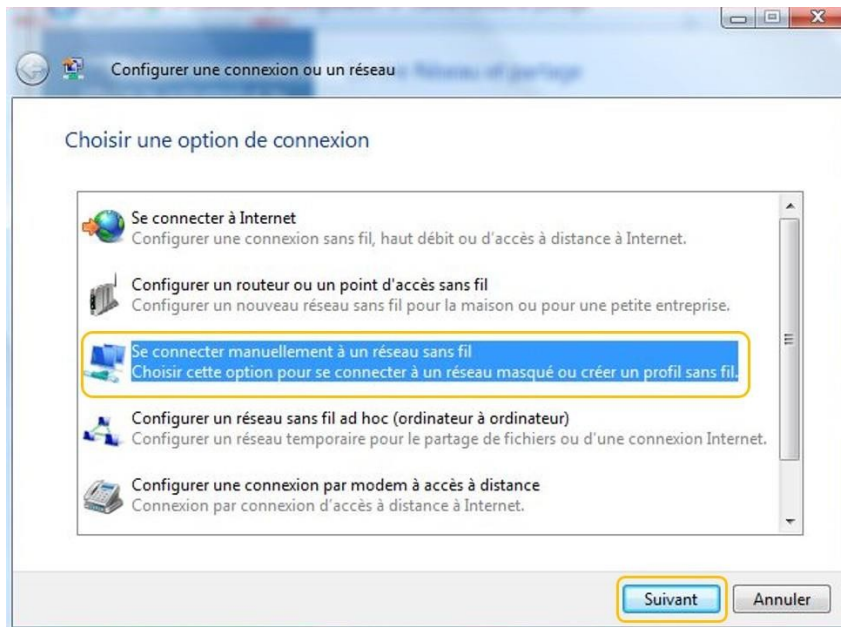 Configurer une connexion ou un réseau
Réseau et partage
Choisir une option de connexion
Se connecter à Internet
Configurer une connexion sans fil, haut débit ou d'accès à distance à Internet.
Configurer un routeur ou un point d'accès sans fil
Configurer un nouveau réseau sans fil pour la maison ou pour une petite entreprise.
Se connecter manuellement à un réseau sans fil
Choisir cette option pour se connecter à un réseau masqué ou créer un profil sans fil.
Configurer un réseau sans fil ad hoc (ordinateur à ordinateur)
Configurer un réseau temporaire pour le partage de fichiers ou d'une connexion Internet.
Configurer une connexion par modem à accès à distance
Connexion par connexion d'accès à distance à Internet.
Suivant
Annuler